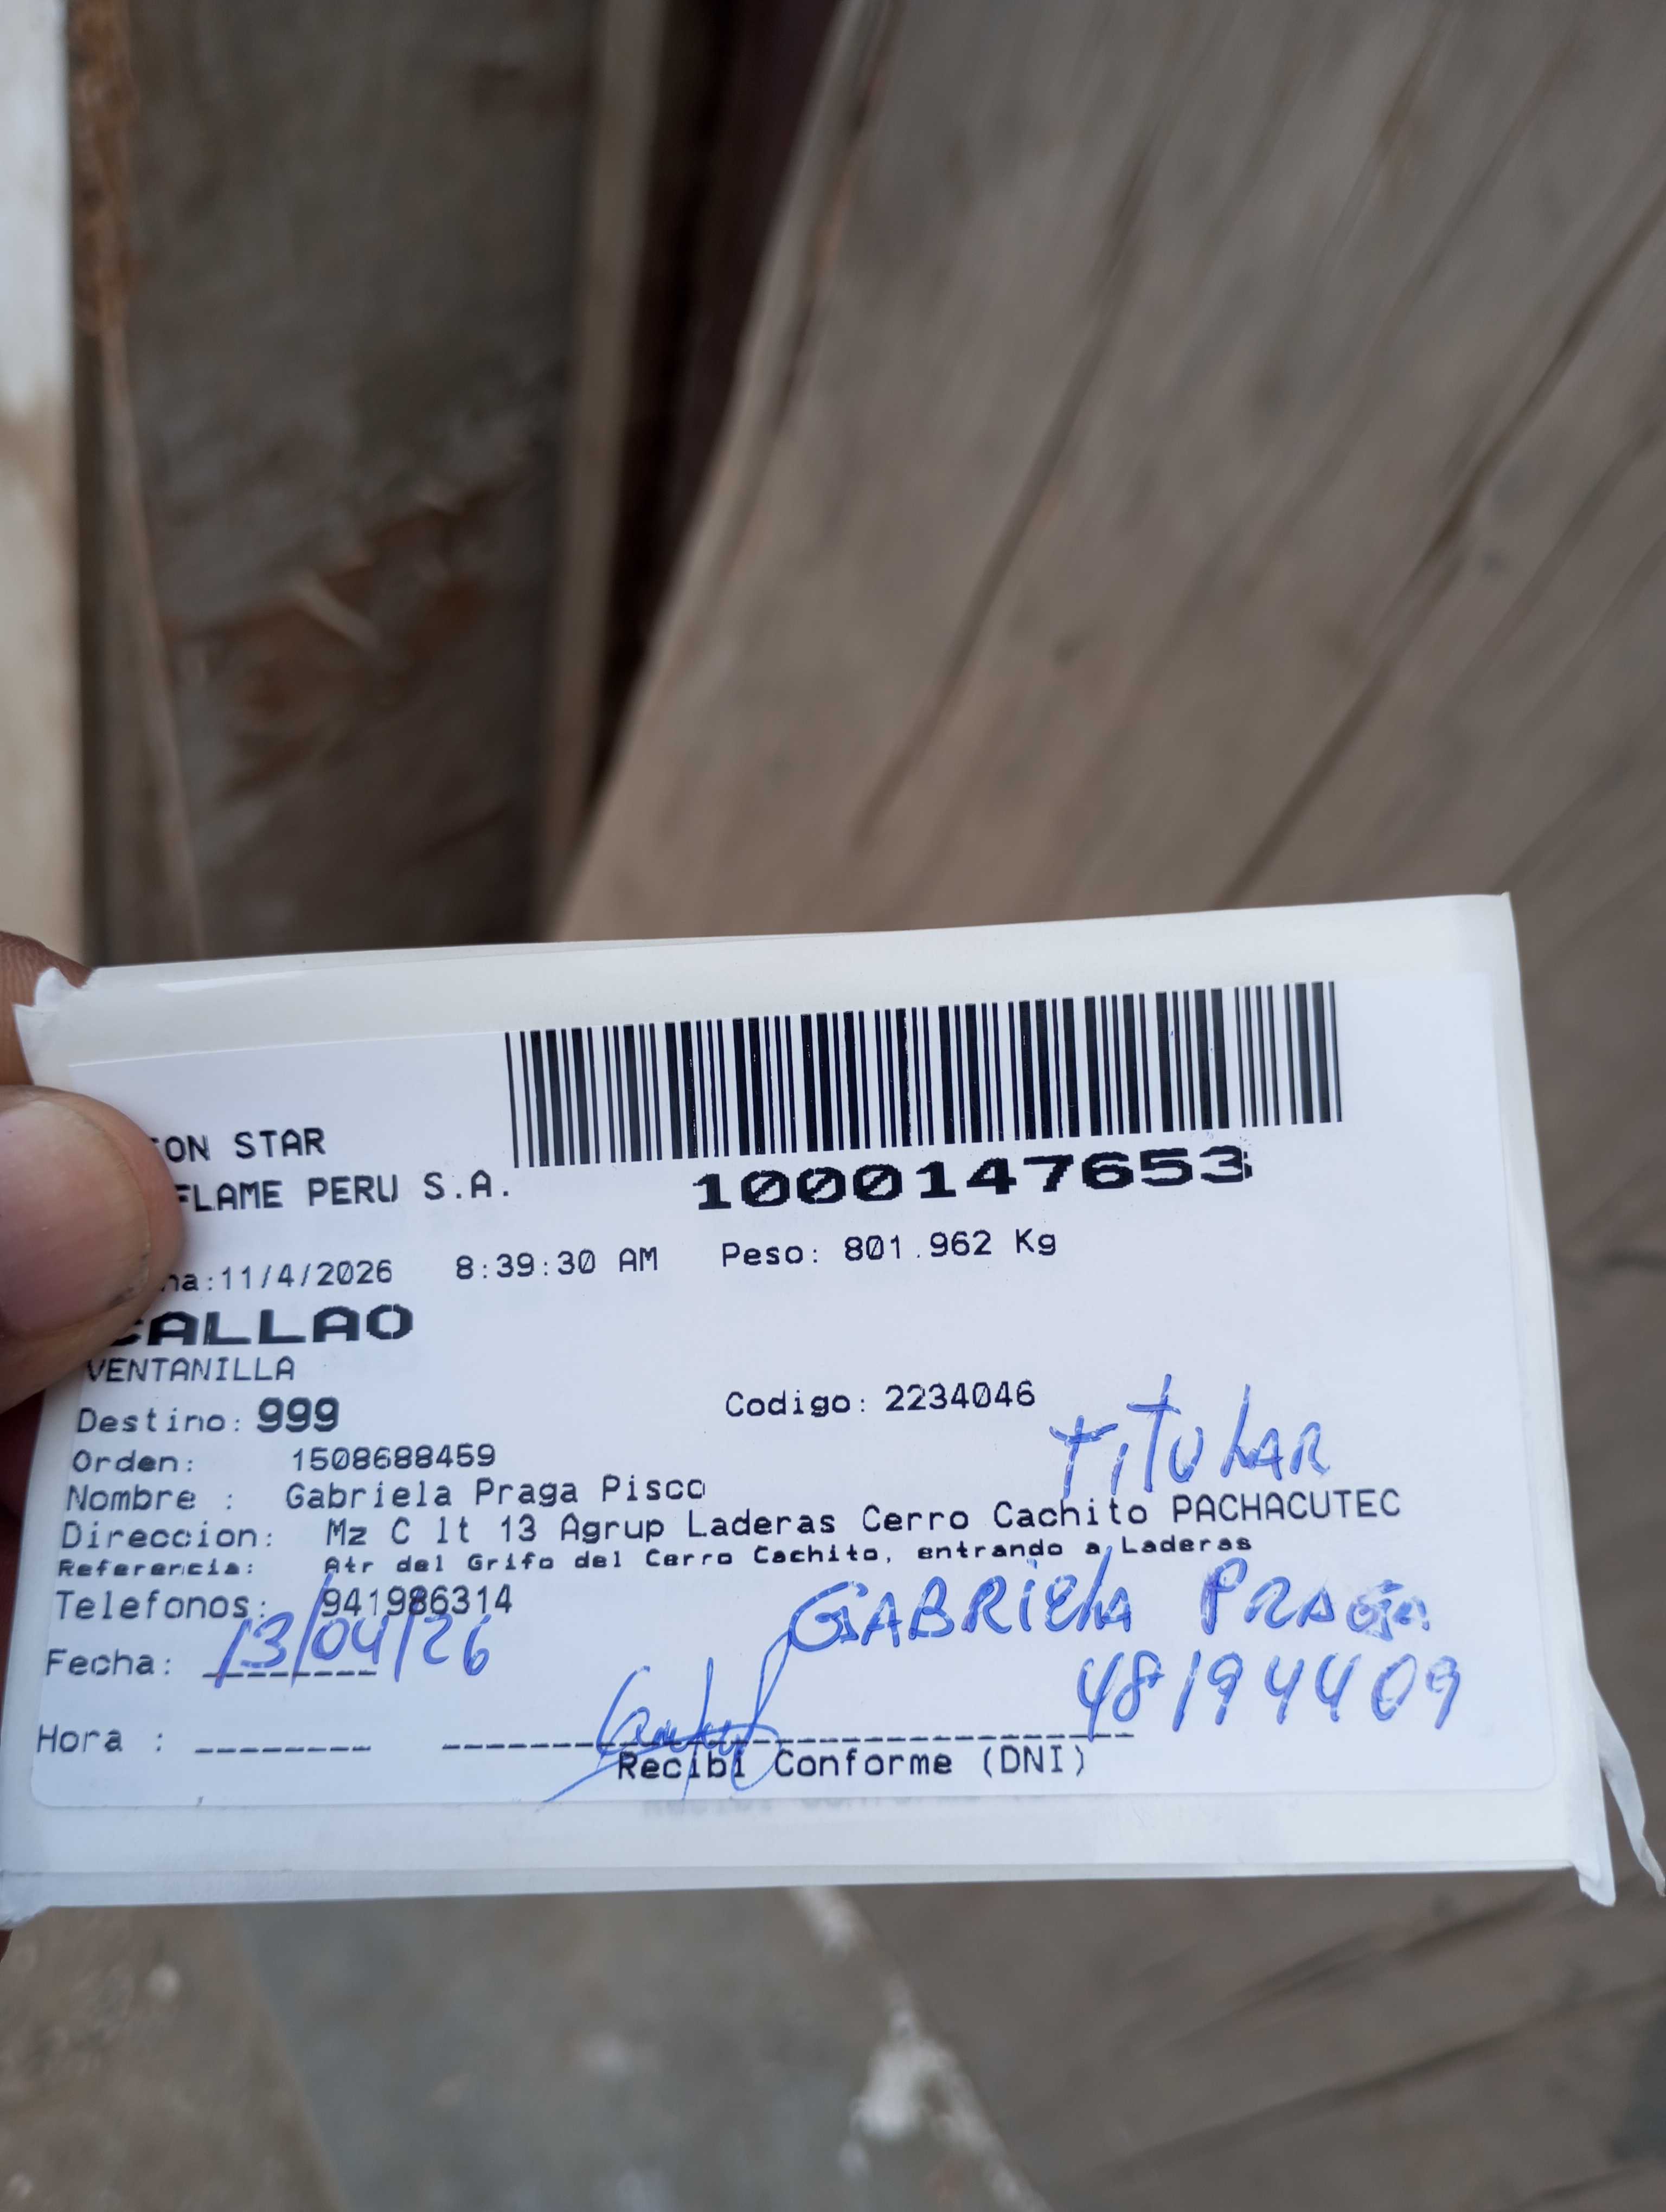 ON STAR
FLAME PERU S.A.
1000147653
ha:11/4/2026 8:39:30 AM Peso: 801.962 Kg
CALLAO
VENTANILLA
Destino: 999 Codigo: 2234046
TITULAR
Orden: 1508688459
Nombre : Gabriela Praga Pisco
Direccion: Mz C lt 13 Agrup Laderas Cerro Cachito PACHACUTEC
Referencia: Atr del Grifo del Cerro Cachito, entrando a Laderas
Telefonos: 941986314
GABRIELA PRAGA
Fecha: 13/04/26
48194409
Hora :
Recibi Conforme (DNI)